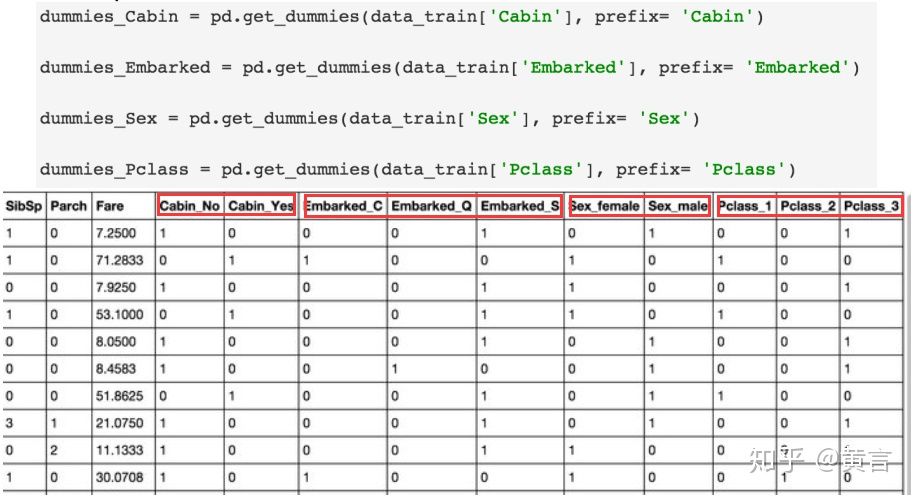 dummies_Cabin = pd.get_dummies(data_train['Cabin'], prefix= 'Cabin')
dummies_Embarked = pd.get_dummies(data_train['Embarked'], prefix= 'Embarked')
dummies_Sex = pd.get_dummies(data_train['Sex'], prefix= 'Sex')
dummies_Pclass = pd.get_dummies(data_train['Pclass'], prefix= 'Pclass')
SibSp Parch Fare Cabin_No Cabin_Yes Embarked_C Embarked_Q Embarked_S Sex_female Sex_male Pclass_1 Pclass_2 Pclass_3
1 0 7.2500 1 0 0 0 1 0 1 0 0 1
1 0 71.2833 0 1 1 0 0 1 0 1 0 0
0 0 7.9250 1 0 0 0 1 1 0 0 0 1
1 0 53.1000 0 1 0 0 1 1 0 1 0 0
0 0 8.0500 1 0 0 0 1 0 1 0 0 1
0 0 8.4583 1 0 0 1 0 0 1 0 0 1
0 0 51.8625 0 1 0 0 1 0 1 1 0 0
3 1 21.0750 1 0 0 0 1 0 1 0 0 1
0 2 11.1333 1 0 0 0 1 1 0 0
1 0 30.0708 1 0 1 0 0 1 0 0 1 0
知乎 @黄言